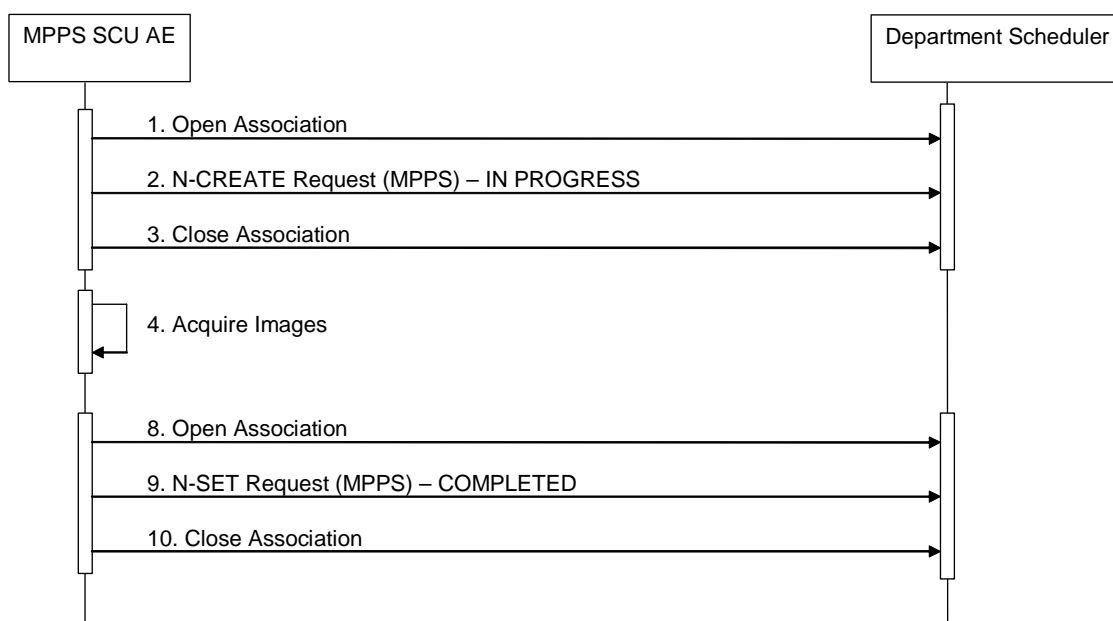 MPPS SCU AE
Department Scheduler
1. Open Association
2. N-CREATE Request (MPPS) – IN PROGRESS
3. Close Association
4. Acquire Images
8. Open Association
9. N-SET Request (MPPS) – COMPLETED
10. Close Association